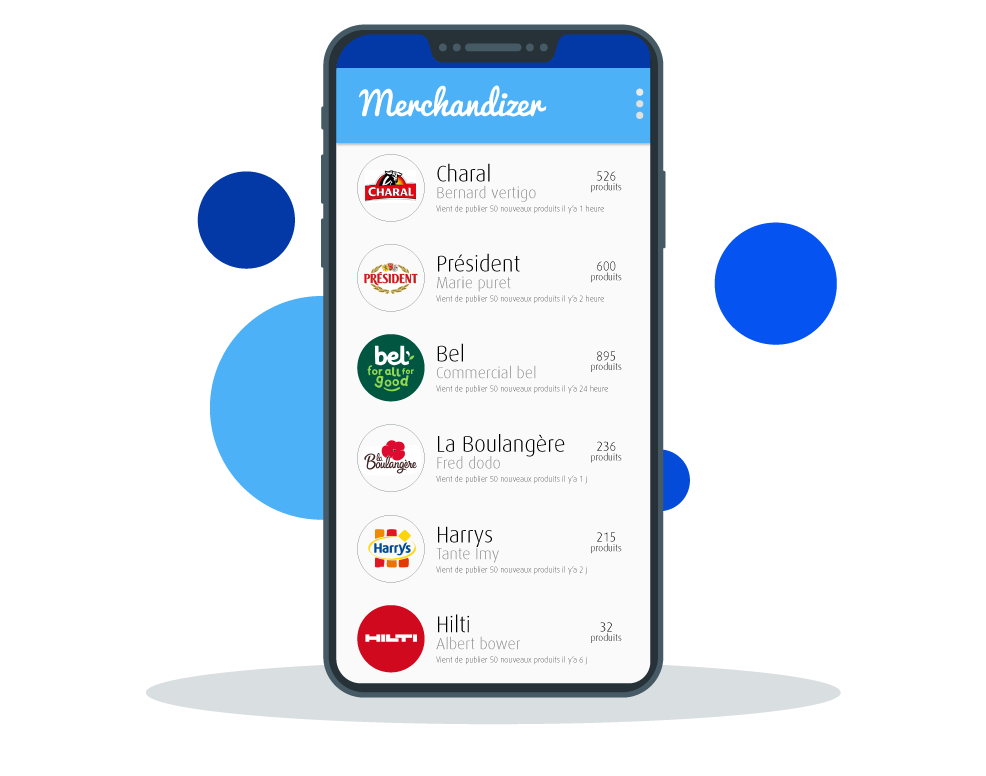 Merchandizer
CHARAL
Charal
Bernard vertigo
Vient de publier 50 nouveaux produits il y'a 1 heure
526
produits
PRÉSIDENT
Président
Marie puret
Vient de publier 50 nouveaux produits il y'a 2 heure
600
produits
bel
for all for
good
Bel
Commercial bel
Vient de publier 50 nouveaux produits il y'a 24 heure
895
produits
la
Boulangère
La Boulangère
Fred dodo
Vient de publier 50 nouveaux produits il y'a 1 j
236
produits
Harry's
Harrys
Tante Imy
Vient de publier 50 nouveaux produits il y'a 2 j
215
produits
HILTI
Hilti
Albert bower
Vient de publier 50 nouveaux produits il y'a 6 j
32
produits